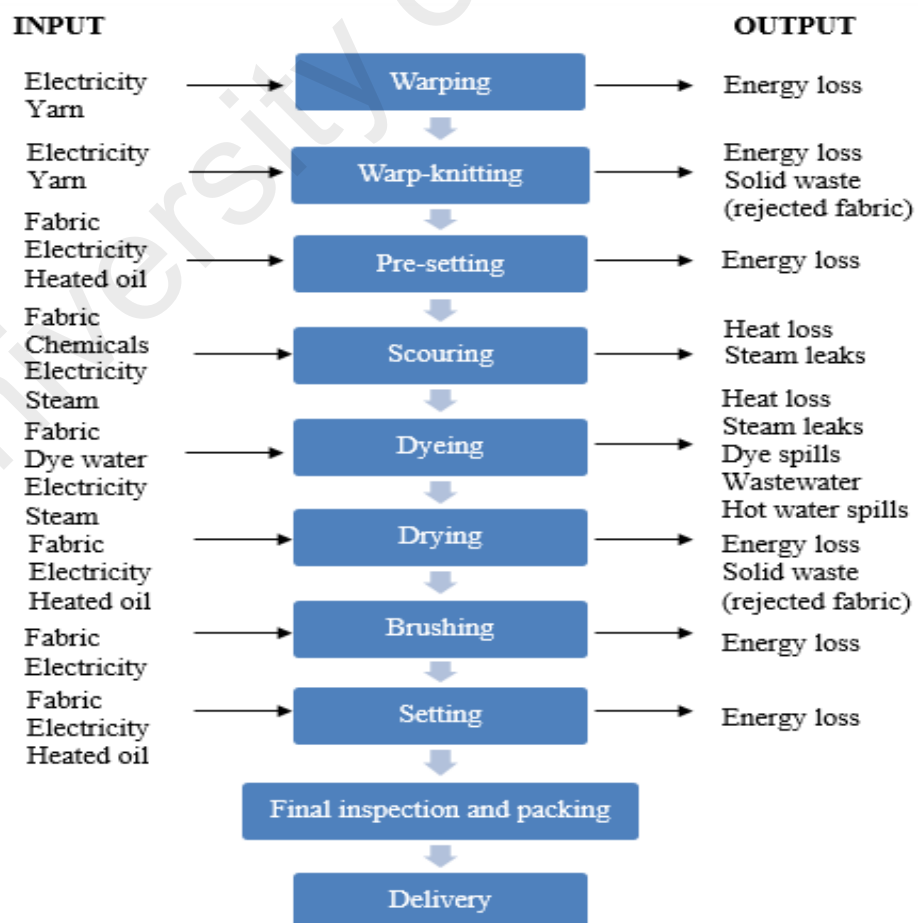 University of
INPUT
OUTPUT
Electricity
Yarn
Warping
Energy loss
Electricity
Yarn
Warp-knitting
Energy loss
Solid waste
(rejected fabric)
Fabric
Electricity
Heated oil
Pre-setting
Energy loss
Fabric
Chemicals
Electricity
Steam
Scouring
Heat loss
Steam leaks
Fabric
Dye water
Electricity
Steam
Dyeing
Heat loss
Steam leaks
Dye spills
Wastewater
Hot water spills
Fabric
Electricity
Heated oil
Drying
Energy loss
Solid waste
(rejected fabric)
Fabric
Electricity
Brushing
Energy loss
Fabric
Electricity
Heated oil
Setting
Energy loss
Final inspection and packing
Delivery